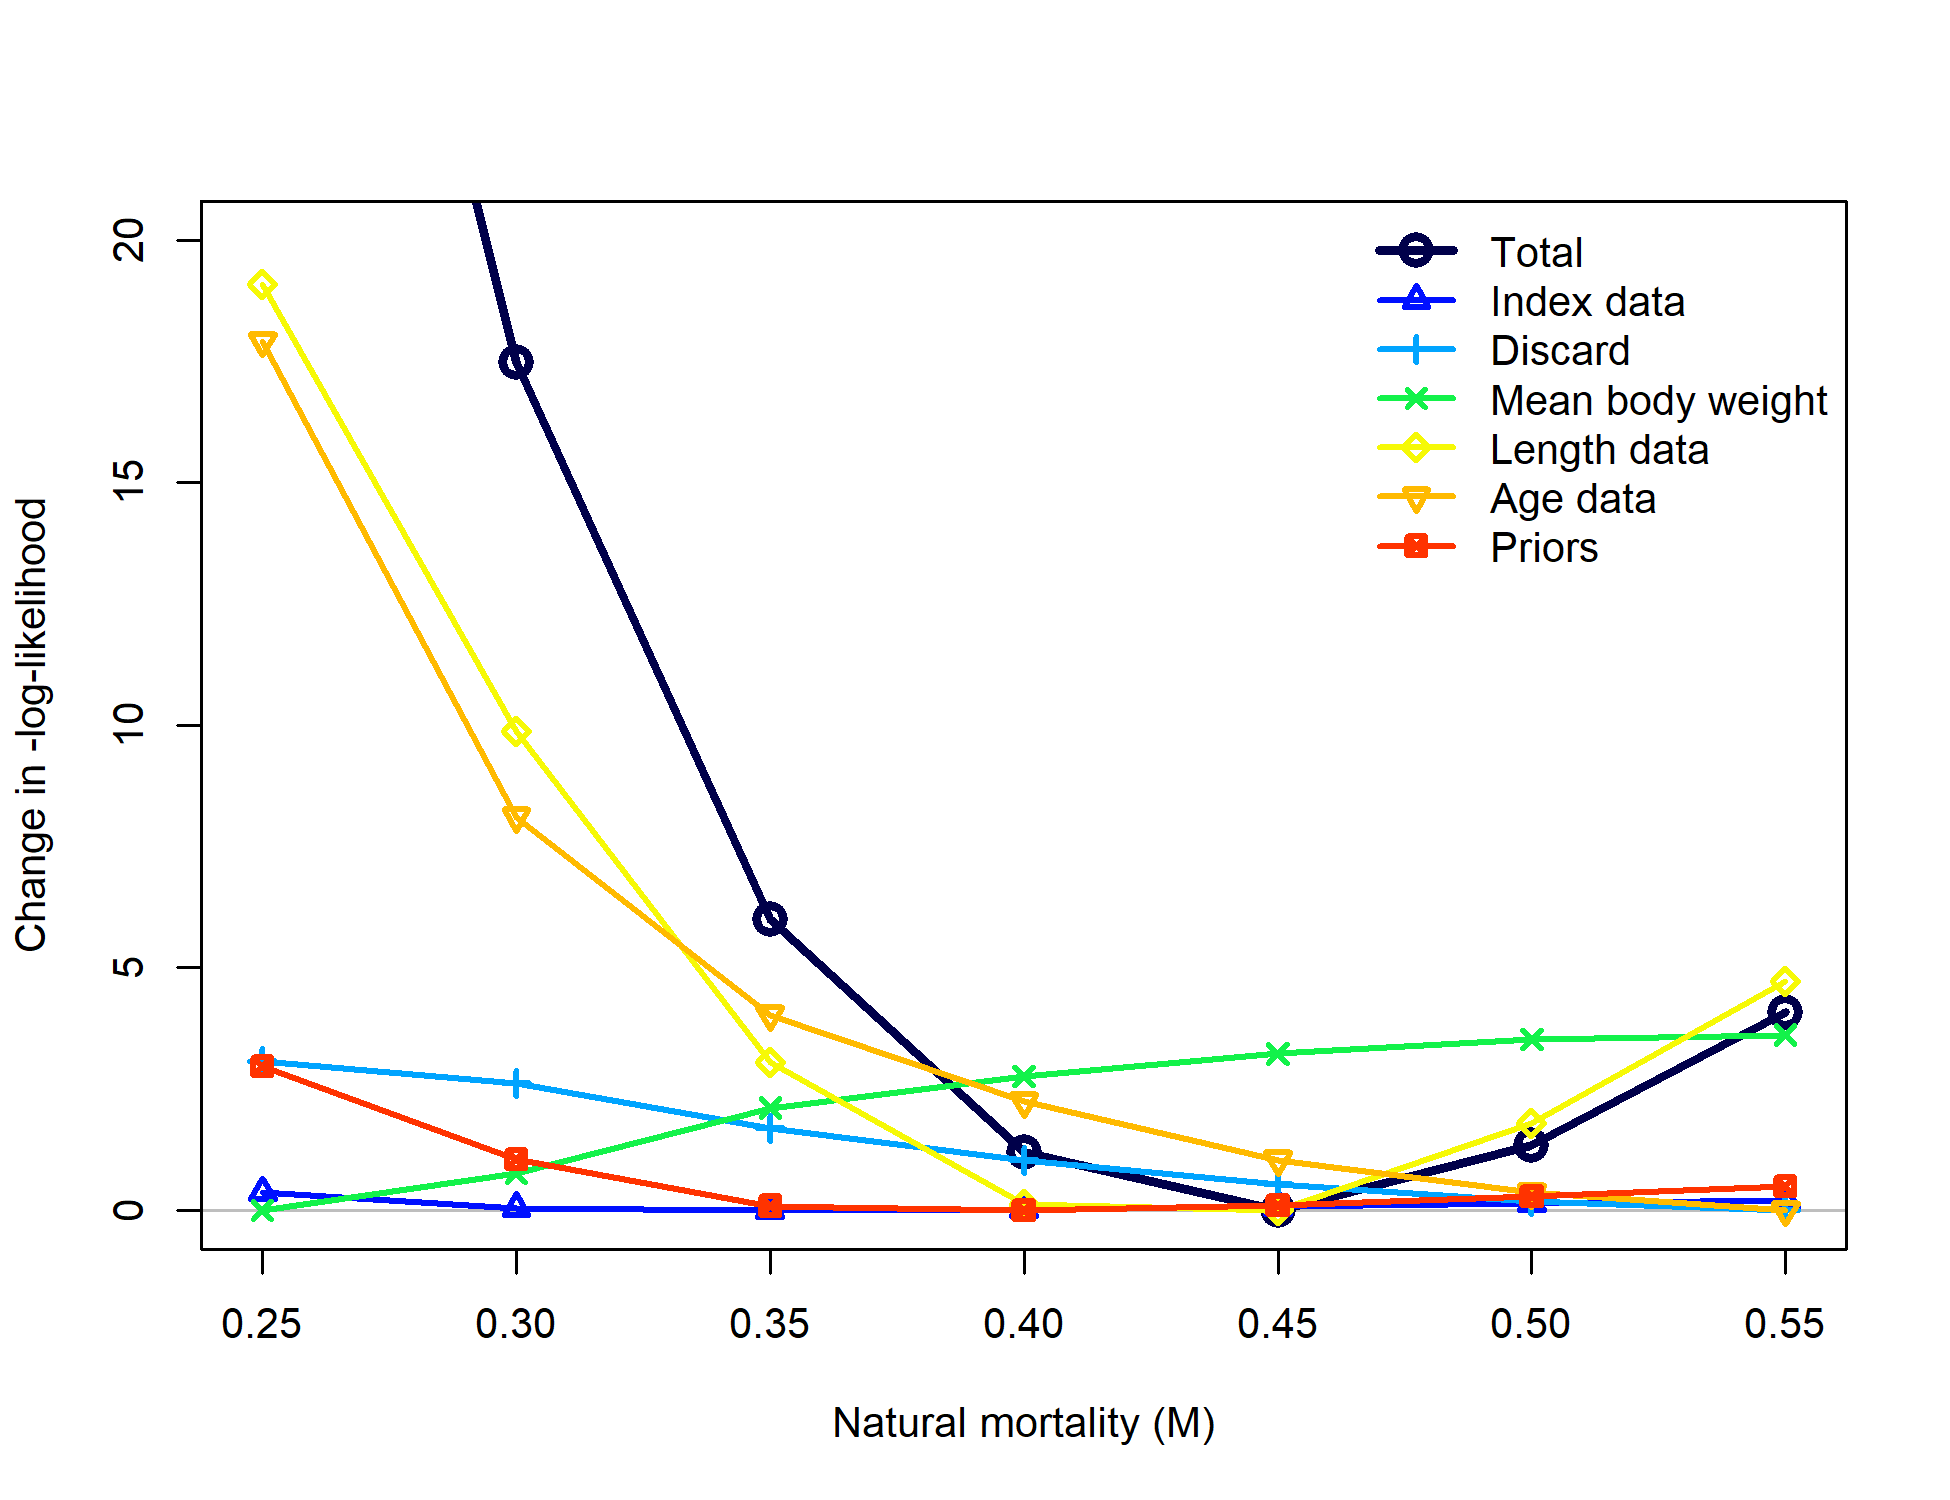 Change in -log-likelihood
20
15
10
5
0
Total
Index data
Discard
Mean body weight
Length data
Age data
Priors
0.25 0.30 0.35 0.40 0.45 0.50 0.55
Natural mortality (M)